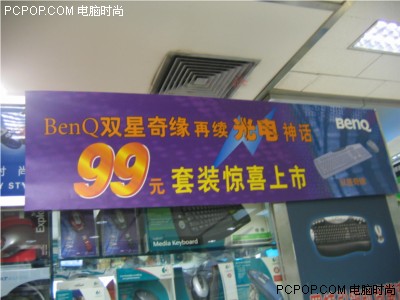 PCPOP.COM 电脑时尚
BenQ双星奇缘再续光电神话
BenQ
99元 套装惊喜上市
Media Keyboard
PCPOP.COM 电脑时尚